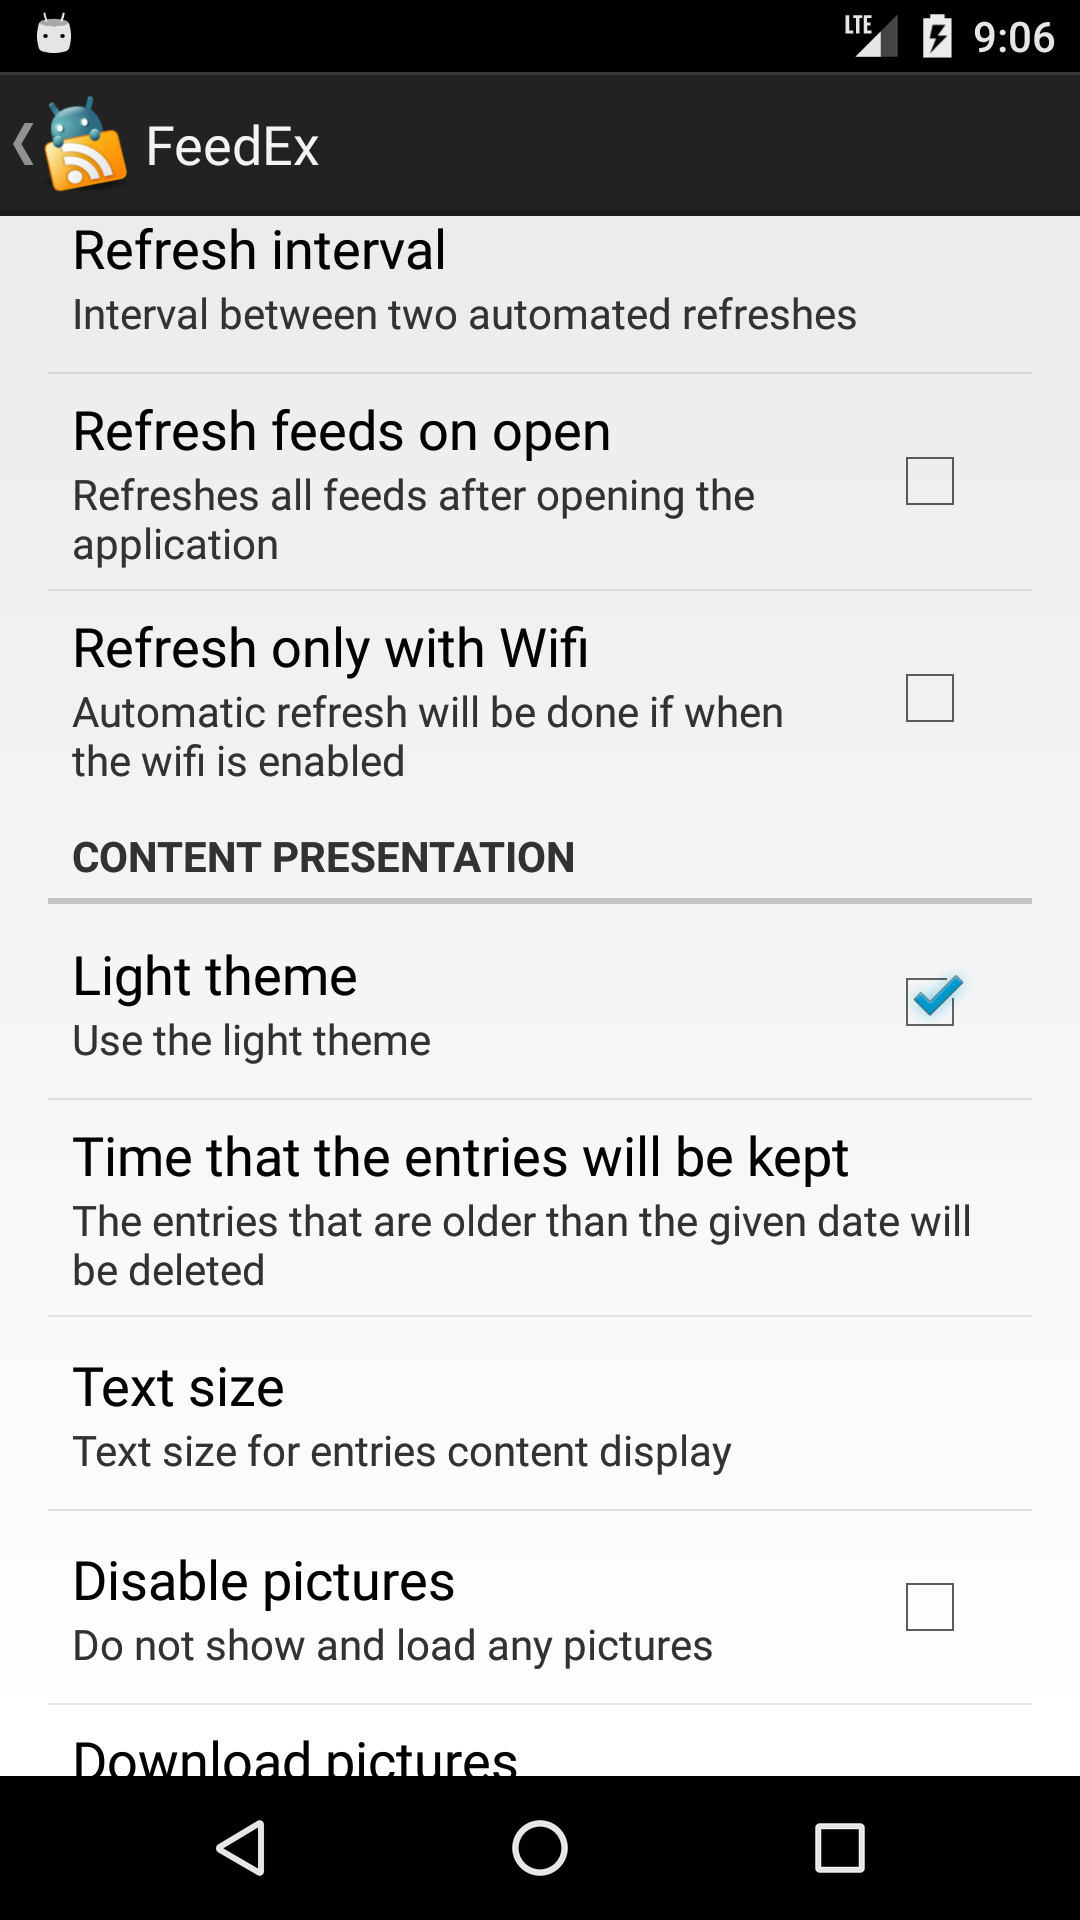 LTE 9:06
FeedEx
Refresh interval
Interval between two automated refreshes
Refresh feeds on open
Refreshes all feeds after opening the
application
Refresh only with Wifi
Automatic refresh will be done if when
the wifi is enabled
CONTENT PRESENTATION
Light theme
Use the light theme
Time that the entries will be kept
The entries that are older than the given date will
be deleted
Text size
Text size for entries content display
Disable pictures
Do not show and load any pictures
Download pictures